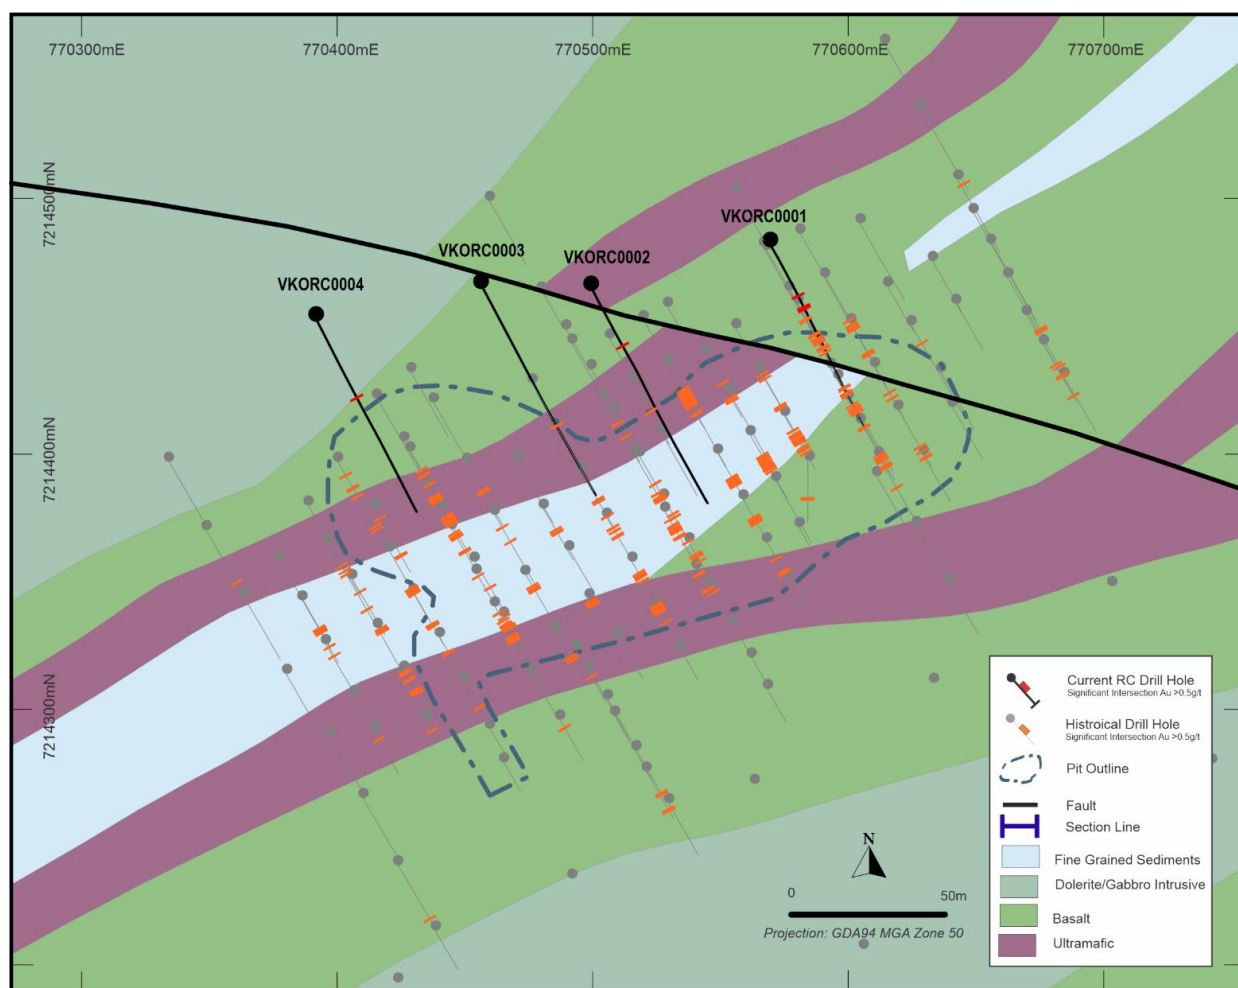 770300mE
770400mE
770500mE
770600mE
770700mE
7214500mN
7214400mN
7214300mN
VKORC0001
VKORC0003
VKORC0002
VKORC0004
Current RC Drill Hole
Significant Intersection Au >0.5g/t
Histroical Drill Hole
Significant Intersection Au >0.5g/t
Pit Outline
Fault
Section Line
Fine Grained Sediments
Dolerite/Gabbro Intrusive
Basalt
Ultramafic
N
0
50m
Projection: GDA94 MGA Zone 50